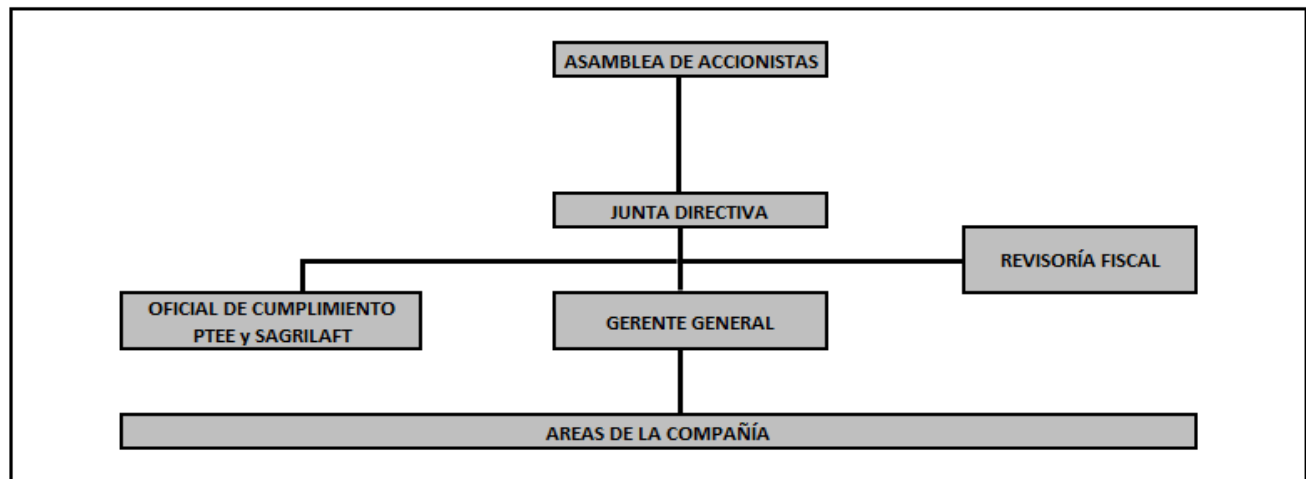 ASAMBLEA DE ACCIONISTAS
JUNTA DIRECTIVA
REVISORÍA FISCAL
OFICIAL DE CUMPLIMIENTO
PTEE y SAGRILAFT
GERENTE GENERAL
AREAS DE LA COMPAÑÍA